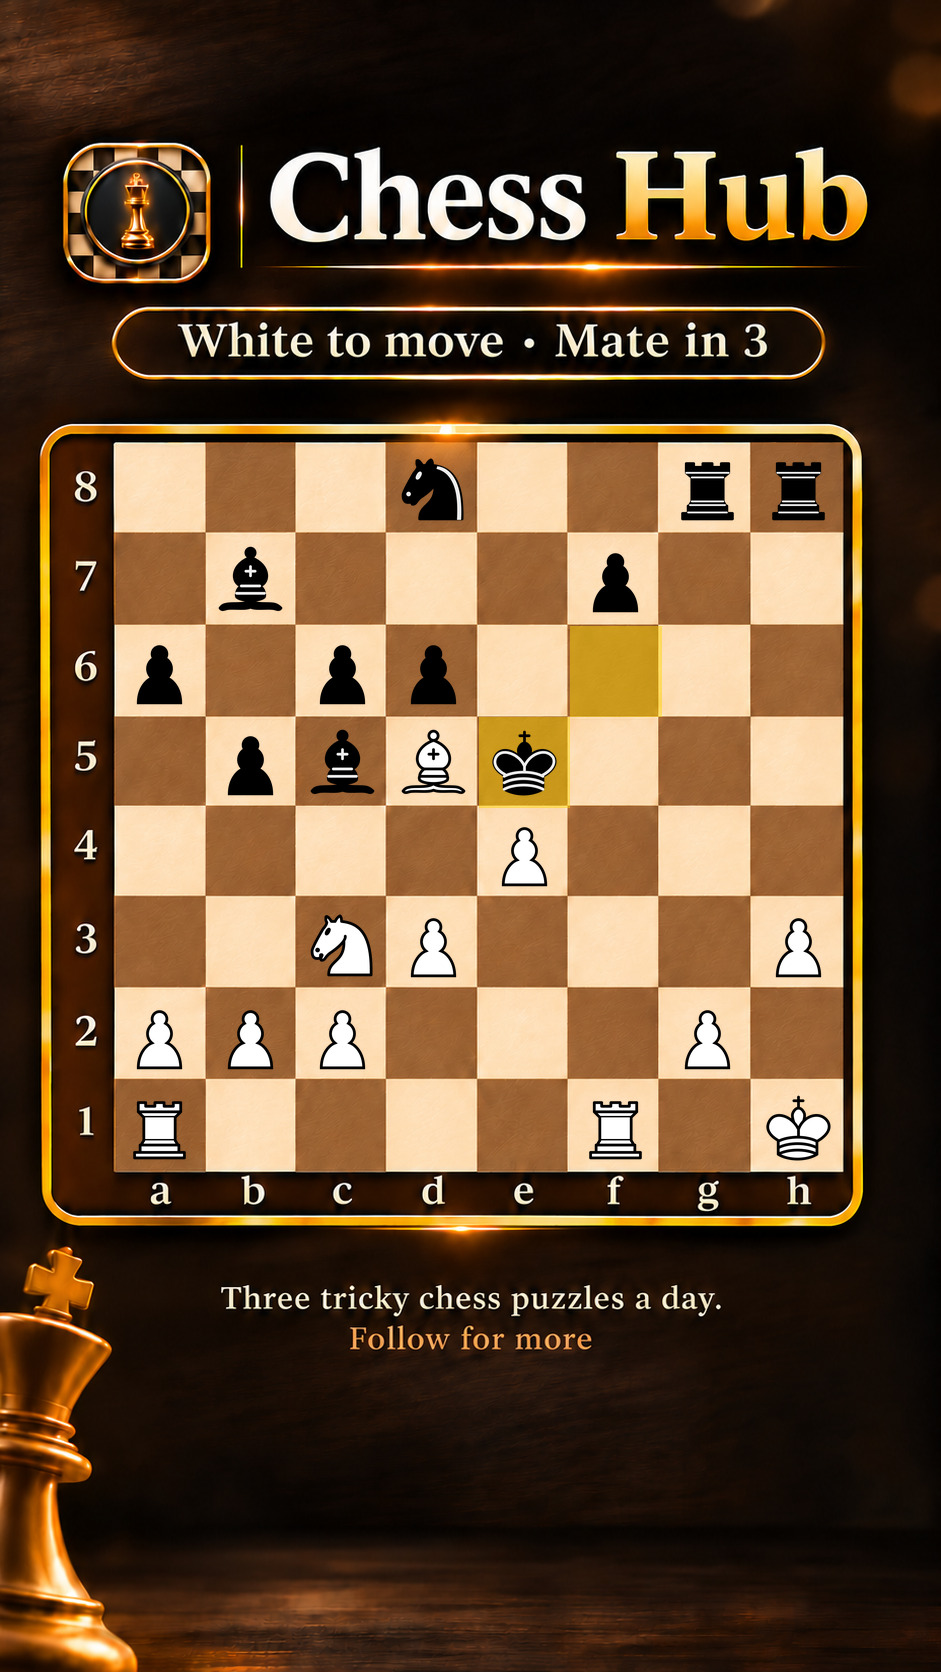 Chess Hub
White to move • Mate in 3
8
7
6
5
4
3
2
1
a b c d e f g h
Three tricky chess puzzles a day.
Follow for more